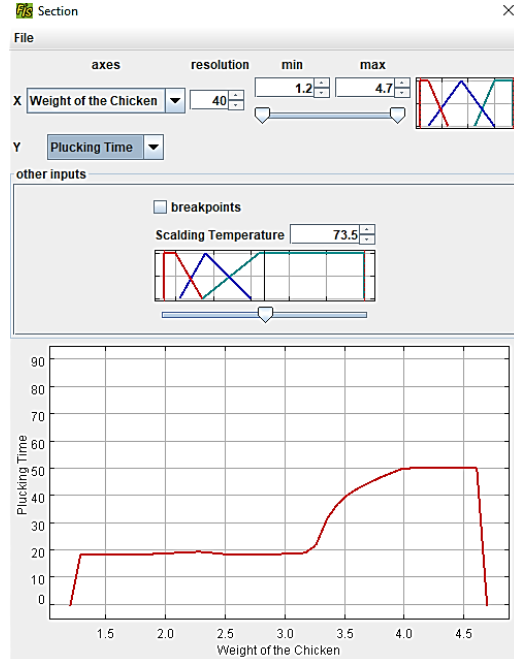 Fis Section
File
axes resolution min max
X Weight of the Chicken 40 1.2 4.7
Y Plucking Time
other inputs
breakpoints
Scalding Temperature 73.5
90
80
70
60
50
40
30
20
10
0
Plucking Time
1.5 2.0 2.5 3.0 3.5 4.0 4.5
Weight of the Chicken